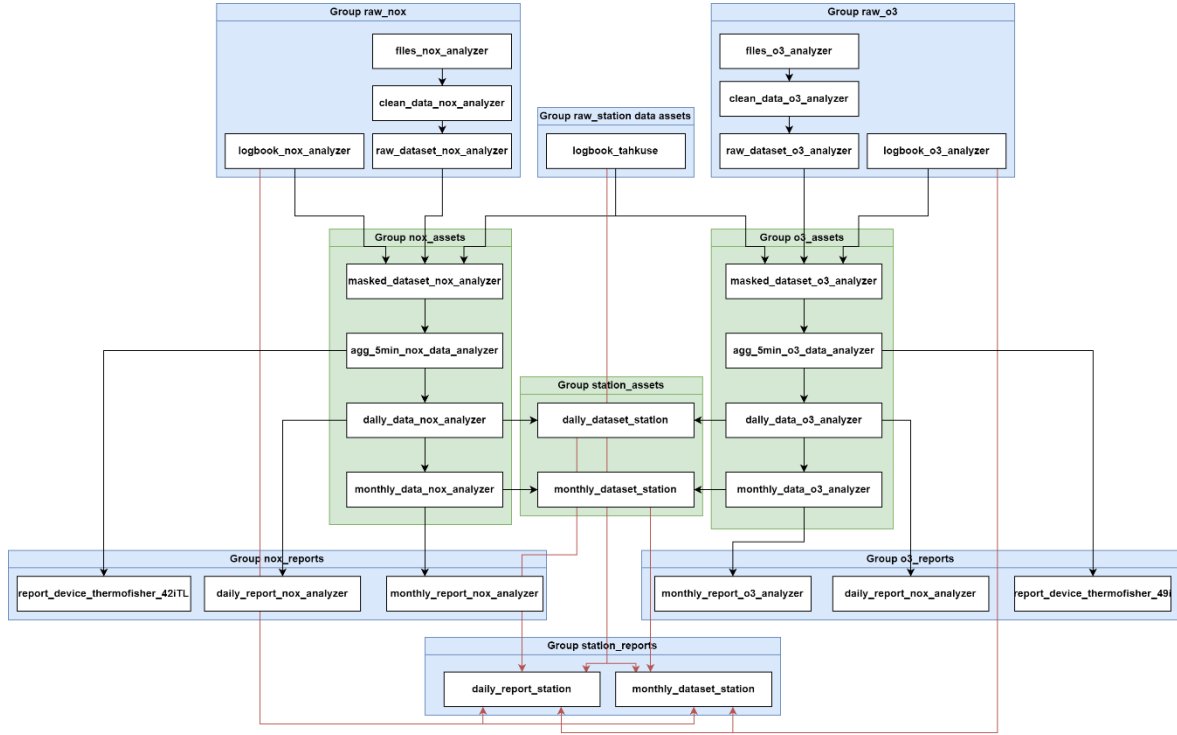 Group raw_nox
files_nox_analyzer
clean_data_nox_analyzer
logbook_nox_analyzer
raw_dataset_nox_analyzer
Group raw_station data assets
logbook_tahkuse
Group raw_o3
files_o3_analyzer
clean_data_o3_analyzer
raw_dataset_o3_analyzer
logbook_o3_analyzer
Group nox_assets
masked_dataset_nox_analyzer
agg_5min_nox_data_analyzer
daily_data_nox_analyzer
monthly_data_nox_analyzer
Group station_assets
daily_dataset_station
monthly_dataset_station
Group o3_assets
masked_dataset_o3_analyzer
agg_5min_o3_data_analyzer
daily_data_o3_analyzer
monthly_data_o3_analyzer
Group nox_reports
report_device_thermofisher_42iTL
daily_report_nox_analyzer
monthly_report_nox_analyzer
Group o3_reports
monthly_report_o3_analyzer
daily_report_nox_analyzer
report_device_thermofisher_49i
Group station_reports
daily_report_station
monthly_dataset_station